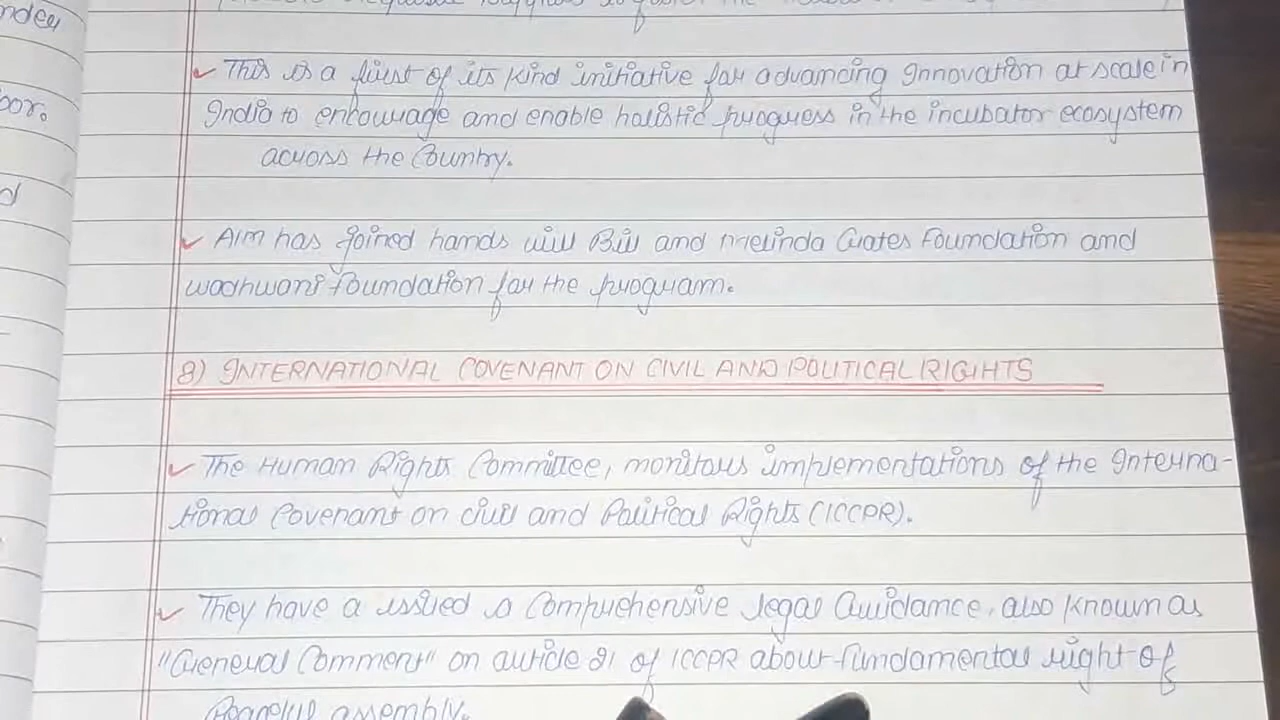 ✓ This is a first of its kind initiative for advancing Innovation at scale in
India to encourage and enable holistic progress in the incubator ecosystem
across the Country.
✓ Aim has joined hands will Bill and Melinda Gates Foundation and
wadhwani foundation for the program.
8) INTERNATIONAL COVENANT ON CIVIL AND POLITICAL RIGHTS
✓ The Human Rights Committee, monitors implementations of the Interna-
tional Covenant on civil and Political Rights (ICCPR).
✓ They have a issued a Comprehensive legal Guidance, also known as
"General Comment" on article 21 of ICCPR about fundamental right of
Peaceful assembly.